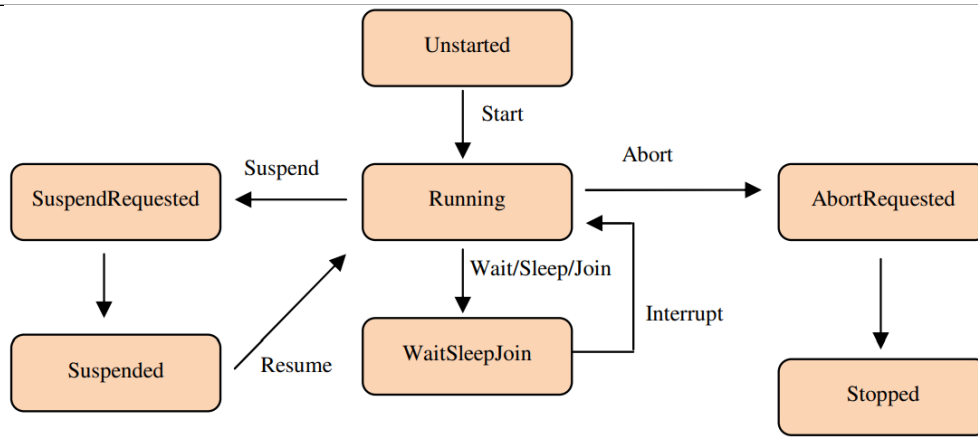 Unstarted
Start
Suspend
Abort
SuspendRequested
Running
AbortRequested
Wait/Sleep/Join
Interrupt
Suspended
Resume
WaitSleepJoin
Stopped